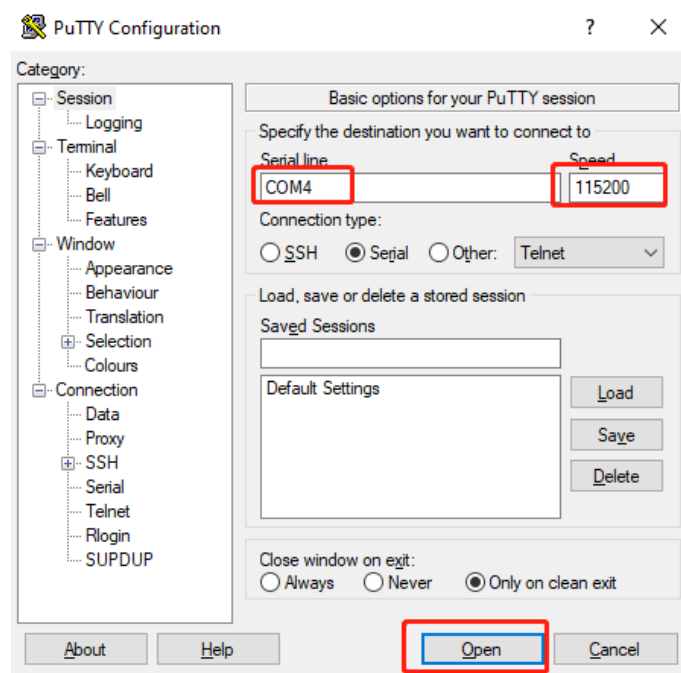 PuTTY Configuration
?
Category:
Session
Logging
Terminal
Keyboard
Bell
Features
Window
Appearance
Behaviour
Translation
Selection
Colours
Connection
Data
Proxy
SSH
Serial
Telnet
Rlogin
SUPDUP
Basic options for your PuTTY session
Specify the destination you want to connect to
Serial line Speed
COM4 115200
Connection type:
SSH Serial Other: Telnet
Load, save or delete a stored session
Saved Sessions
Default Settings
Load
Save
Delete
Close window on exit:
Always Never Only on clean exit
About Help Open Cancel